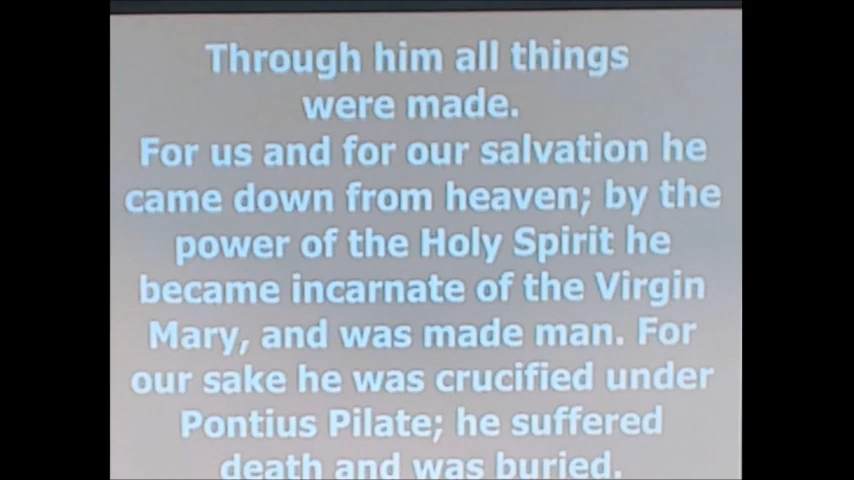 Through him all things
were made.
For us and for our salvation he
came down from heaven; by the
power of the Holy Spirit he
became incarnate of the Virgin
Mary, and was made man. For
our sake he was crucified under
Pontius Pilate; he suffered
death and was buried.